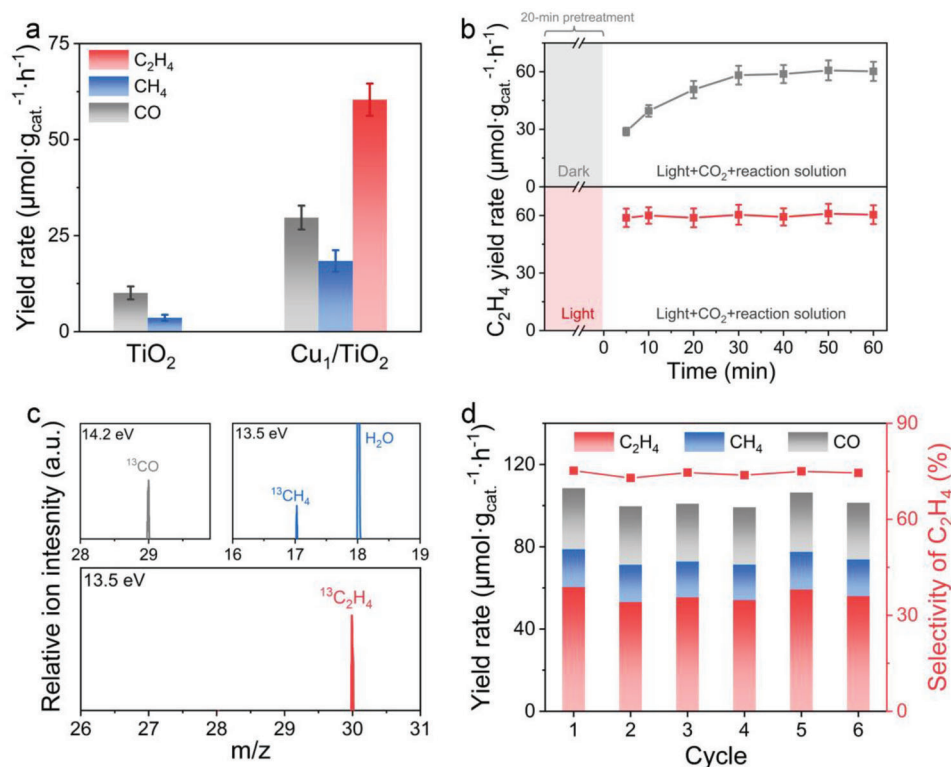 a
Yield rate (μmol·g_cat.⁻¹·h⁻¹)
75
50
25
0
C₂H₄
CH₄
CO
TiO₂
Cu₁/TiO₂
b
20-min pretreatment
C₂H₄ yield rate (μmol·g_cat.⁻¹·h⁻¹)
60
30
0
Dark
Light+CO₂+reaction solution
60
30
0
Light
Light+CO₂+reaction solution
0 10 20 30 40 50 60
Time (min)
c
Relative ion intesnity (a.u.)
14.2 eV
¹³CO
28 29
13.5 eV
¹³CH₄
H₂O
16 17 18 19
13.5 eV
¹³C₂H₄
26 27 28 29 30 31
m/z
d
Yield rate (μmol·g_cat.⁻¹·h⁻¹)
120
80
40
0
C₂H₄ CH₄ CO
90
60
30
0
Selectivity of C₂H₄ (%)
1 2 3 4 5 6
Cycle